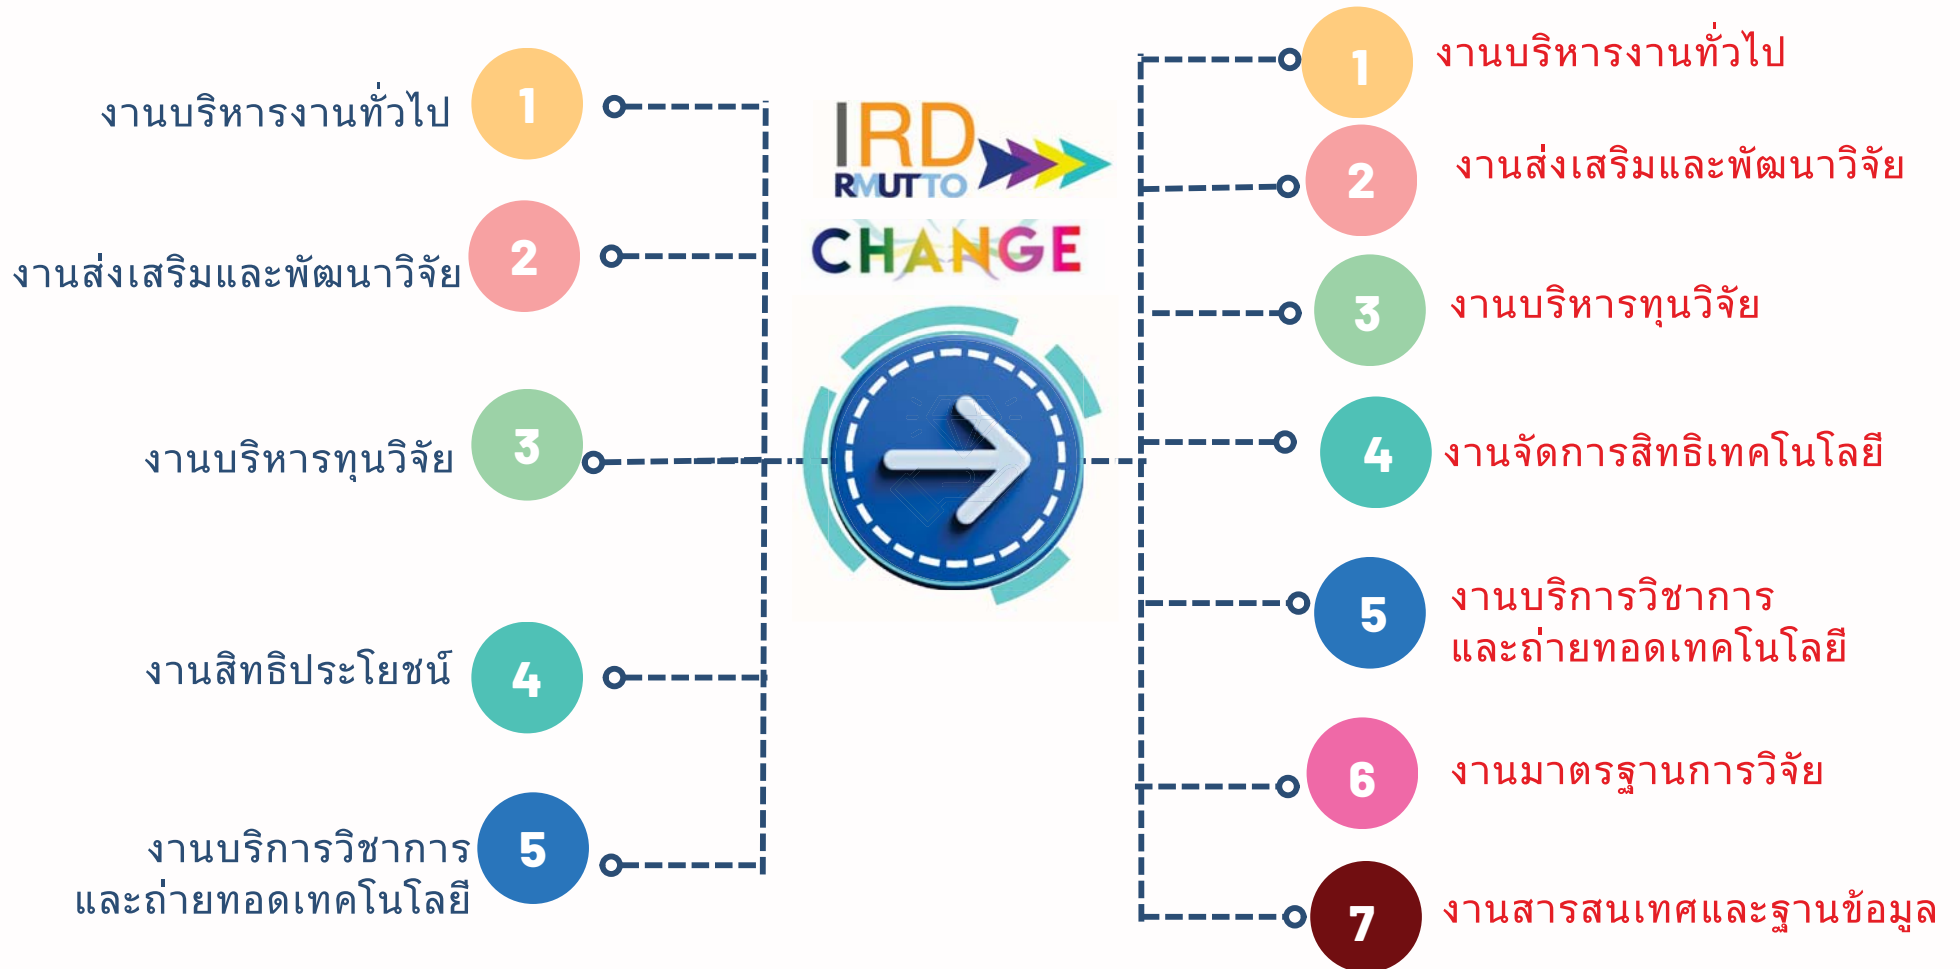 งานบริหารงานทั่วไป
1
งานส่งเสริมและพัฒนาวิจัย
2
งานบริหารทุนวิจัย
3
งานสิทธิประโยชน์
4
งานบริการวิชาการ
และถ่ายทอดเทคโนโลยี
5
IRD
RMUTTO
CHANGE
1
งานบริหารงานทั่วไป
2
งานส่งเสริมและพัฒนาวิจัย
3
งานบริหารทุนวิจัย
4
งานจัดการสิทธิเทคโนโลยี
5
งานบริการวิชาการ
และถ่ายทอดเทคโนโลยี
6
งานมาตรฐานการวิจัย
7
งานสารสนเทศและฐานข้อมูล